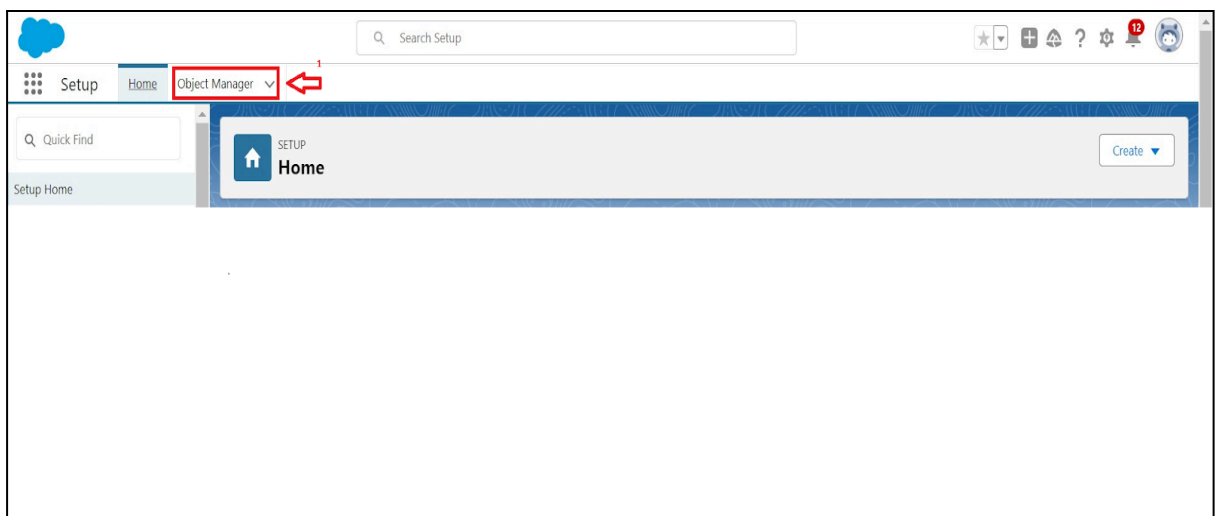 Search Setup
12
1
Setup Home Object Manager
Quick Find
SETUP
Home
Create
Setup Home